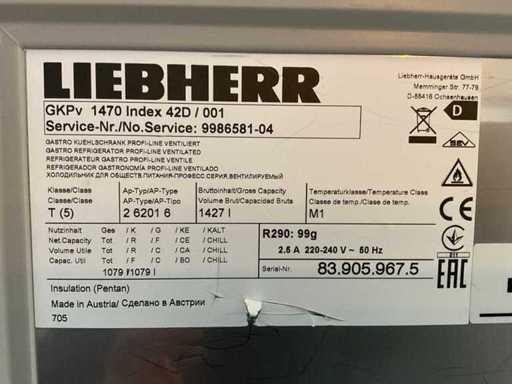 LIEBHERR
Liebherr-Hausgeräte GmbH
Memminger Str. 77-79
D-88416 Ochsenhausen
D
GKPv 1470 Index 42D / 001
Service-Nr./No.Service: 9986581-04
GASTRO KUEHLSCHRANK PROFI-LINE VENTILIERT
GASTRO REFRIGERATOR PROFI-LINE VENTILATED
REFRIGERATEUR GASTRO PROFI-LINE VENTILE
REFRIGERADOR GASTRONOMÍA PROFI-LINE VENTILADO
ХОЛОДИЛЬНИК ДЛЯ ОБЩЕСТВ.ПИТАНИЯ-ПРОФЕСС СЕРИЯ,ВЕНТИЛИРУЕМЫЙ
SEV
Klasse/Class Ap-Typ/AP-Type Bruttoinhalt/Gross Capacity Temperaturklasse/Temperature Class
Classe/Clase Ap-Type/AP-Tipo Volume Brut/Capacidad Bruta Classe de temp./Clase de temp.
T (5) 2 6201 6 1427 l M1
Nutzinhalt Ges / K / G / KE / KALT
Net.Capacity Tot / R / F / CE / CHILL
Volume Utile Tot / R / F / CA / CHILL
Capac. Util Tot / F / C / BO / CHILL
1079 l/1079 l
R290: 99g
2.5 A 220-240 V ~ 50 Hz
Serial-Nr. 83.905.967.5
EAC
Insulation (Pentan)
Made in Austria/ Сделано в Австрии
705